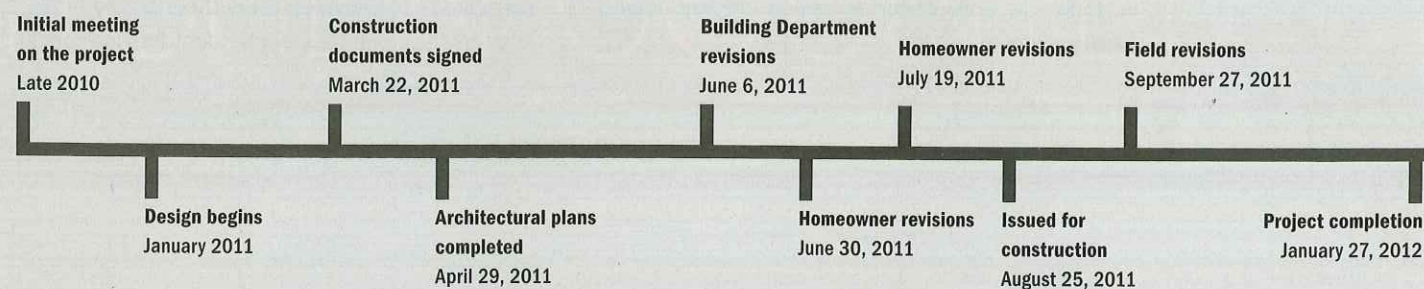 Initial meeting
on the project
Late 2010
Design begins
January 2011
Construction
documents signed
March 22, 2011
Architectural plans
completed
April 29, 2011
Building Department
revisions
June 6, 2011
Homeowner revisions
June 30, 2011
Homeowner revisions
July 19, 2011
Issued for
construction
August 25, 2011
Field revisions
September 27, 2011
Project completion
January 27, 2012